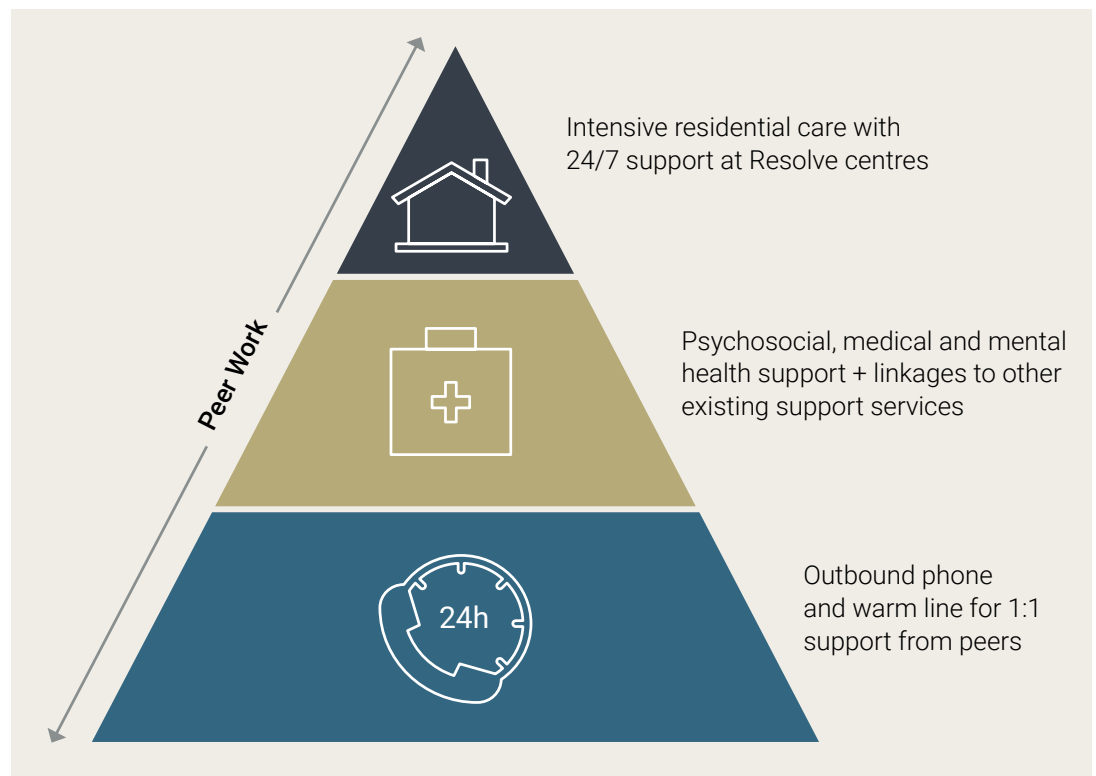 Intensive residential care with
24/7 support at Resolve centres
Peer Work
Psychosocial, medical and mental
health support + linkages to other
existing support services
24h
Outbound phone
and warm line for 1:1
support from peers